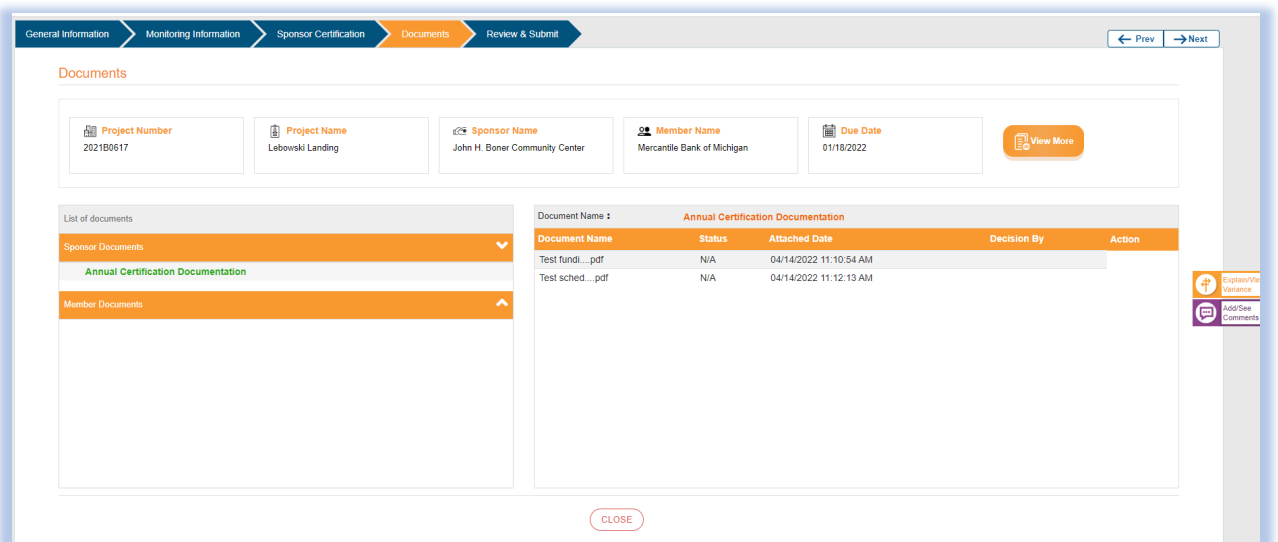 General Information Monitoring Information Sponsor Certification Documents Review & Submit
Prev Next
Documents
Project Number Project Name Sponsor Name Member Name Due Date
2021B0617 Lebowski Landing John H. Boner Community Center Mercantile Bank of Michigan 01/18/2022
View More
List of documents
Sponsor Documents
Annual Certification Documentation
Member Documents
Document Name : Annual Certification Documentation
Document Name Status Attached Date Decision By Action
Test fundi....pdf N/A 04/14/2022 11:10:54 AM
Test sched....pdf N/A 04/14/2022 11:12:13 AM
Explain/Vie
Variance
Add/See
Comments
CLOSE